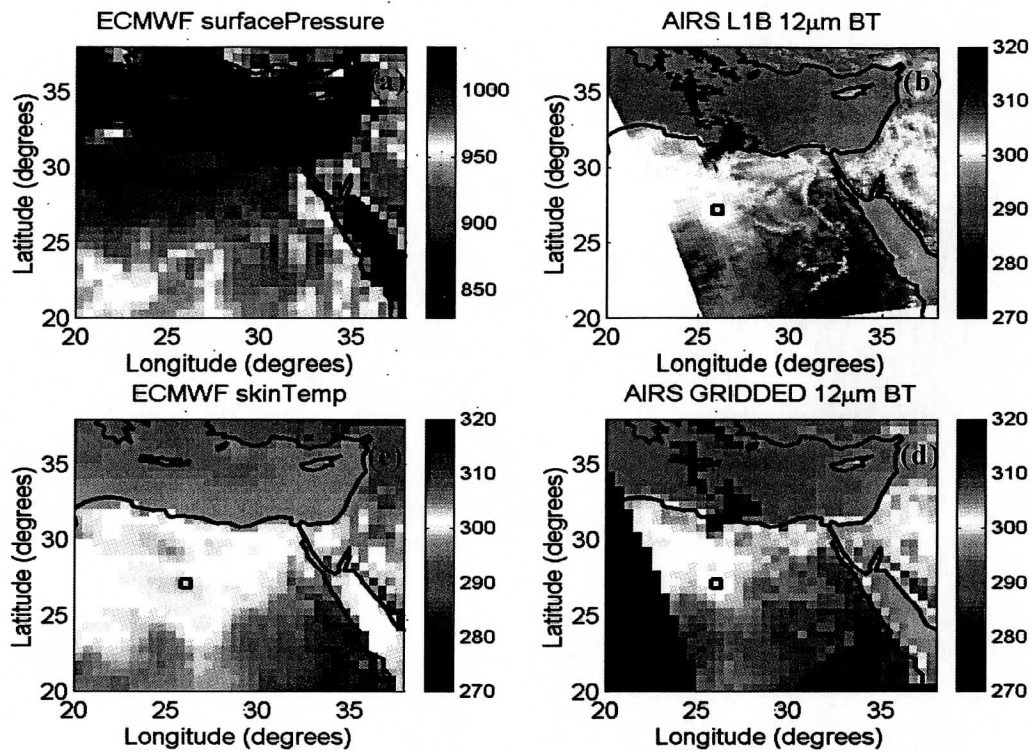 ECMWF surfacePressure
(a)
35
30
25
20
20 25 30 35
Latitude (degrees)
Longitude (degrees)
1000
950
900
850
AIRS L1B 12μm BT
(b)
35
30
25
20
20 25 30 35
Latitude (degrees)
Longitude (degrees)
320
310
300
290
280
270
ECMWF skinTemp
(c)
35
30
25
20
20 25 30 35
Latitude (degrees)
Longitude (degrees)
320
310
300
290
280
270
AIRS GRIDDED 12μm BT
(d)
35
30
25
20
20 25 30 35
Latitude (degrees)
Longitude (degrees)
320
310
300
290
280
270